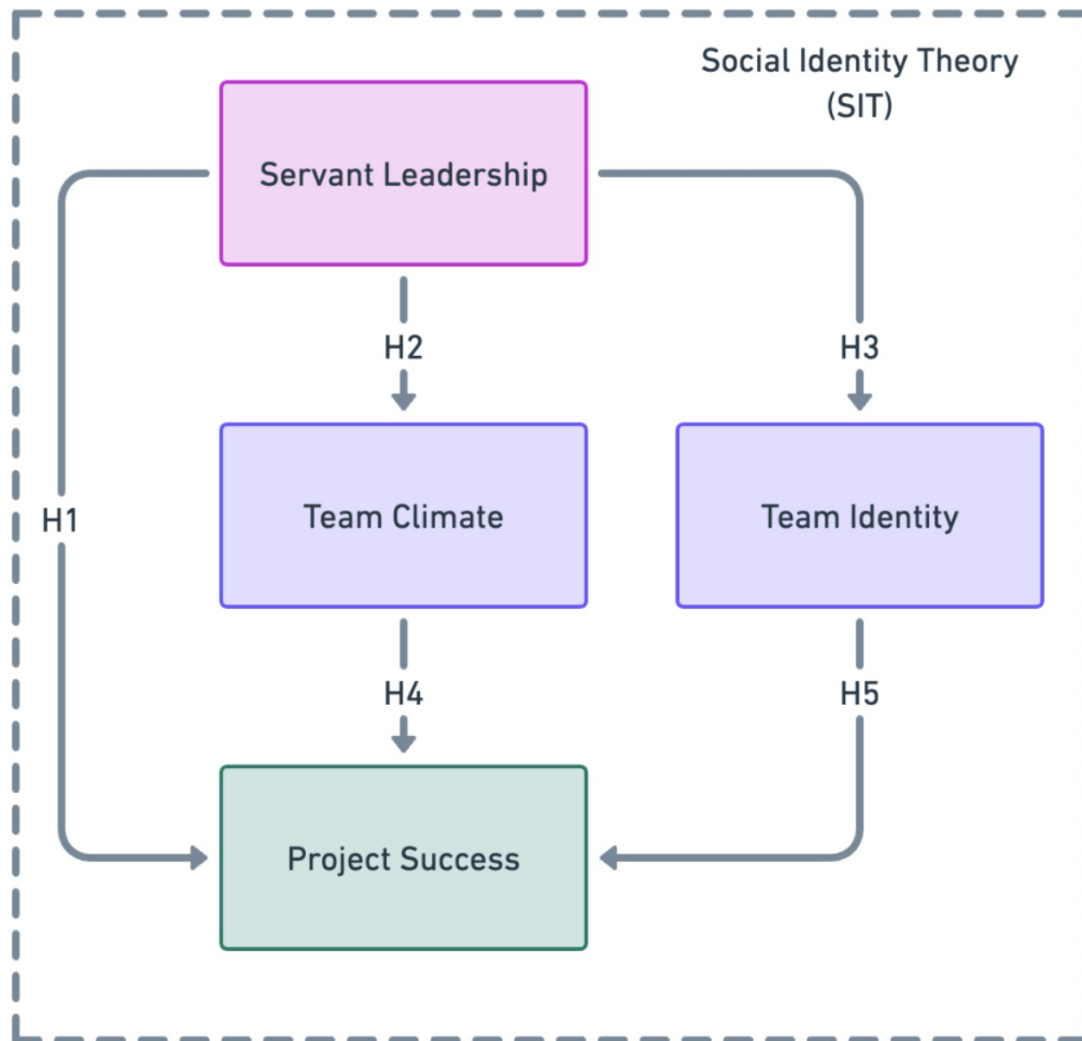 Social Identity Theory
(SIT)
Servant Leadership
H2
H3
Team Climate
Team Identity
H1
H4
H5
Project Success